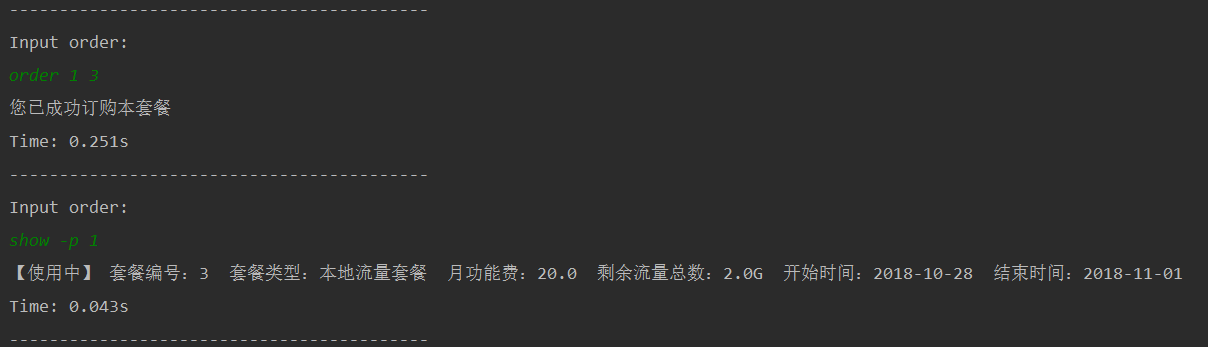 ------------------------------------------
Input order:
order 1 3
您已成功订购本套餐
Time: 0.251s
------------------------------------------
Input order:
show -p 1
【使用中】 套餐编号：3  套餐类型：本地流量套餐  月功能费：20.0  剩余流量总数：2.0G  开始时间：2018-10-28  结束时间：2018-11-01
Time: 0.043s
------------------------------------------